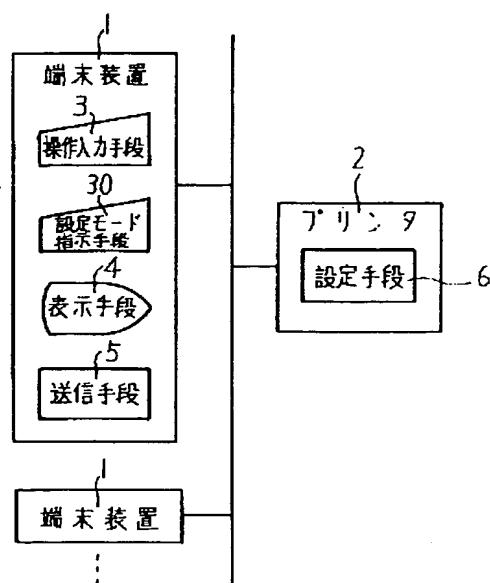 1
端末装置
3
操作入力手段
30
設定モード
指示手段
4
表示手段
5
送信手段
1
端末装置
2
プリンタ
設定手段
6